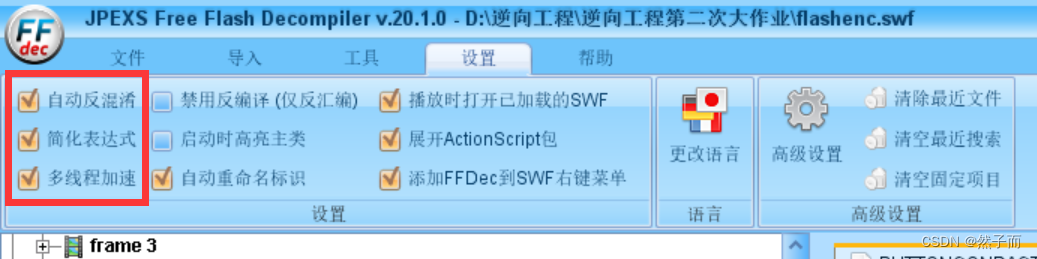 JPEXS Free Flash Decompiler v.20.1.0 - D:\逆向工程\逆向工程第二次大作业\flashenc.swf
FF
dec
文件 导入 工具 设置 帮助
自动反混淆 禁用反编译 (仅反汇编) 播放时打开已加载的SWF 清除最近文件
简化表达式 启动时高亮主类 展开ActionScript包 更改语言 高级设置 清空最近搜索
多线程加速 自动重命名标识 添加FFDec到SWF右键菜单 清空固定项目
设置 语言 高级设置
frame 3
CSDN @然子而